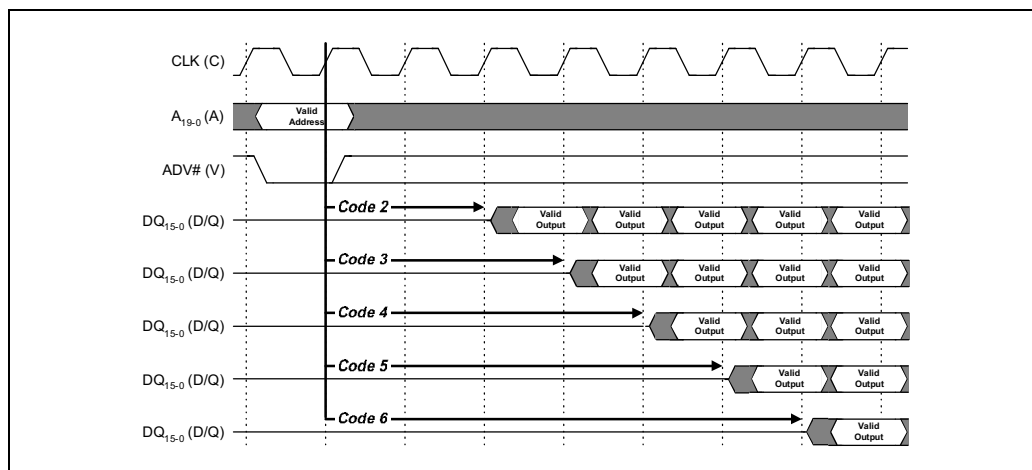 CLK (C)
A19-0 (A)
Valid
Address
ADV# (V)
Code 2
DQ15-0 (D/Q)
Valid
Output
Valid
Output
Valid
Output
Valid
Output
Valid
Output
Code 3
DQ15-0 (D/Q)
Valid
Output
Valid
Output
Valid
Output
Valid
Output
Code 4
DQ15-0 (D/Q)
Valid
Output
Valid
Output
Valid
Output
Code 5
DQ15-0 (D/Q)
Valid
Output
Valid
Output
Code 6
DQ15-0 (D/Q)
Valid
Output